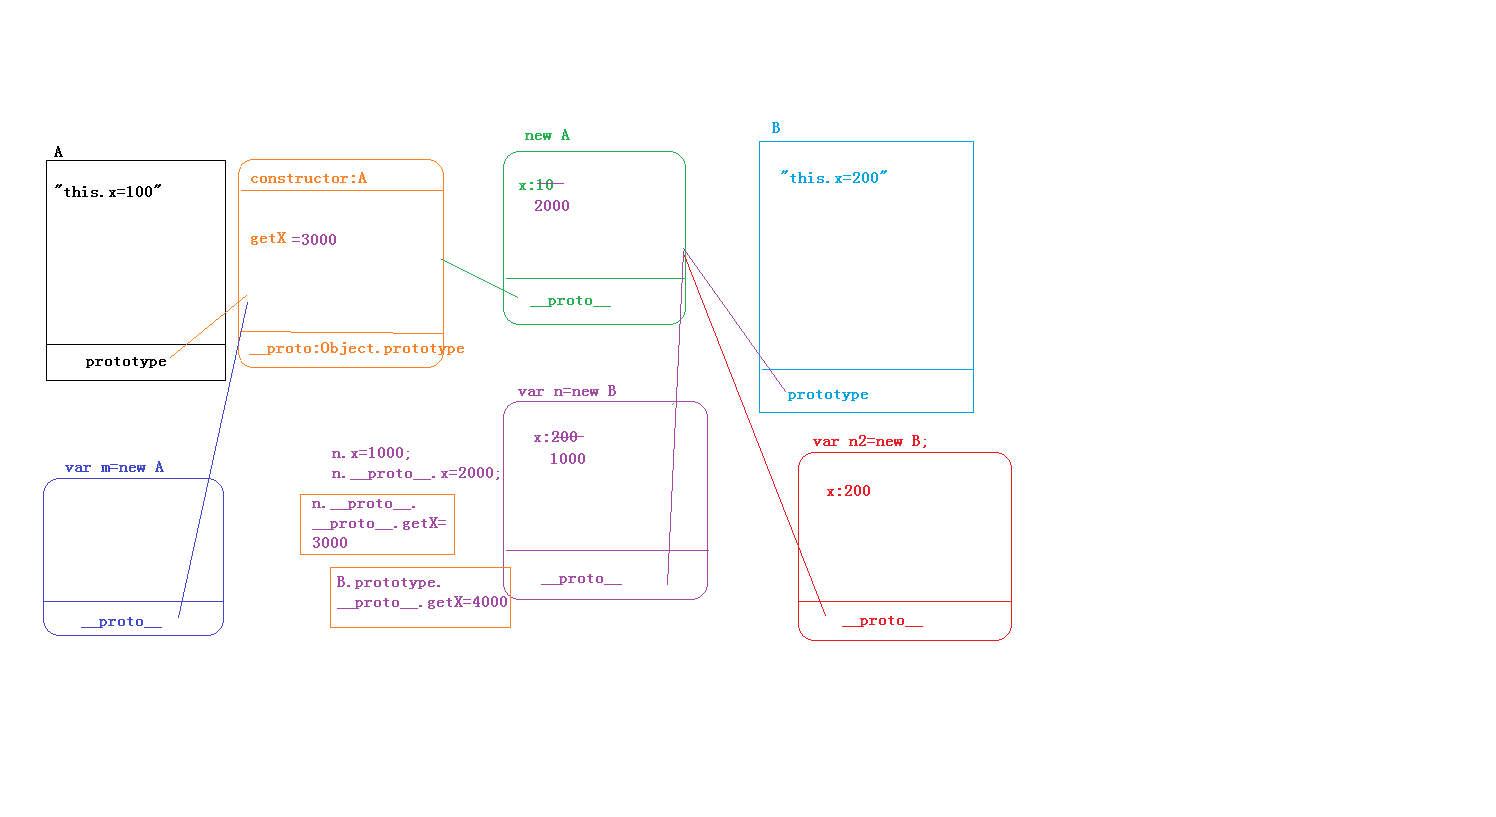 A
"this.x=100"
prototype
constructor:A
getX =3000
__proto:Object.prototype
new A
x:10
2000
__proto__
B
"this.x=200"
prototype
var m=new A
__proto__
n.x=1000;
n.__proto__.x=2000;
n.__proto__.
__proto__.getX=
3000
B.prototype.
__proto__.getX=4000
var n=new B
x:200
1000
__proto__
var n2=new B;
x:200
__proto__